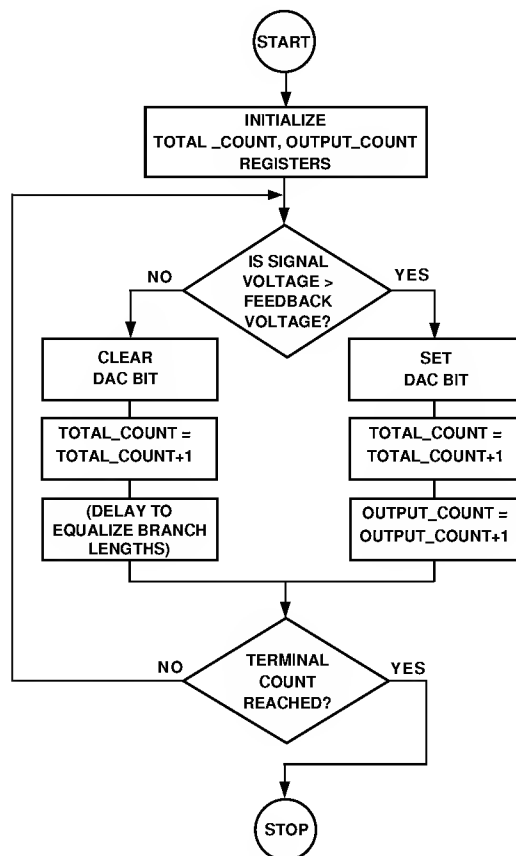 START
INITIALIZE
TOTAL _COUNT, OUTPUT_COUNT
REGISTERS
IS SIGNAL
VOLTAGE >
FEEDBACK
VOLTAGE?
NO
YES
CLEAR
DAC BIT
TOTAL_COUNT =
TOTAL_COUNT+1
(DELAY TO
EQUALIZE BRANCH
LENGTHS)
SET
DAC BIT
TOTAL_COUNT =
TOTAL_COUNT+1
OUTPUT_COUNT =
OUTPUT_COUNT+1
TERMINAL
COUNT
REACHED?
NO
YES
STOP